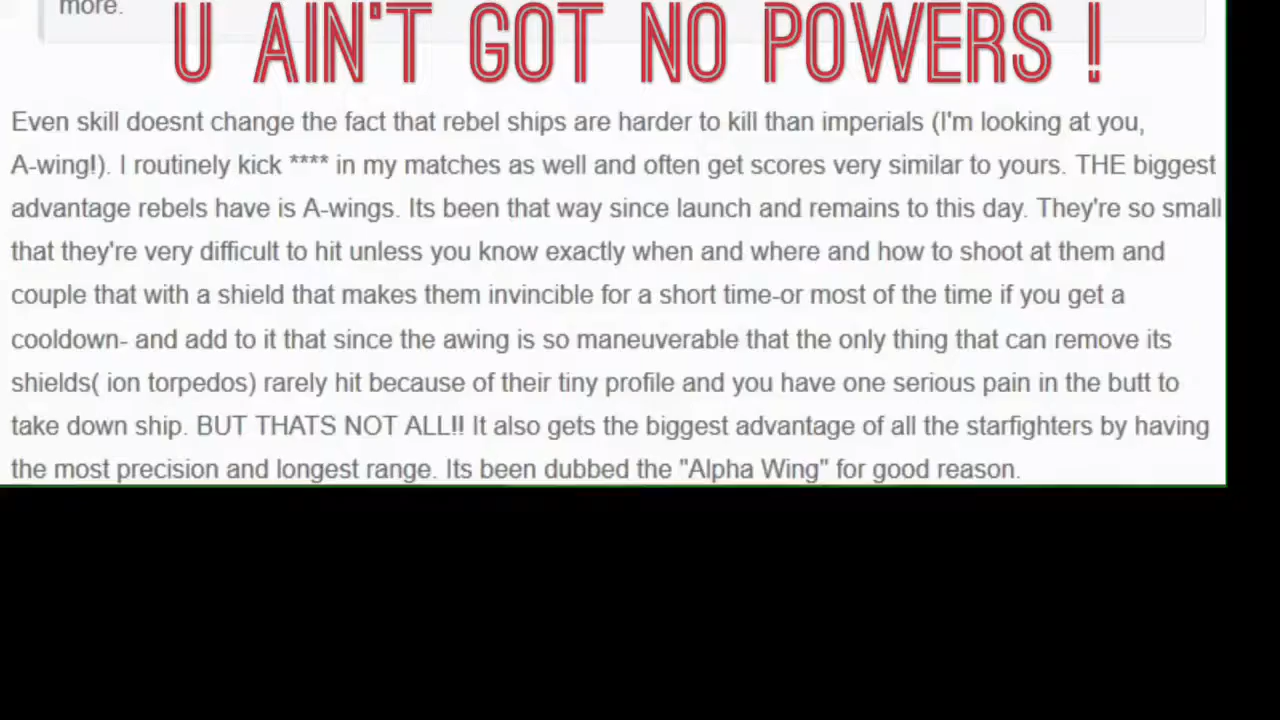 more.
U AIN'T GOT NO POWERS !
Even skill doesnt change the fact that rebel ships are harder to kill than imperials (I'm looking at you,
A-wing!). I routinely kick **** in my matches as well and often get scores very similar to yours. THE biggest
advantage rebels have is A-wings. Its been that way since launch and remains to this day. They're so small
that they're very difficult to hit unless you know exactly when and where and how to shoot at them and
couple that with a shield that makes them invincible for a short time-or most of the time if you get a
cooldown- and add to it that since the awing is so maneuverable that the only thing that can remove its
shields( ion torpedos) rarely hit because of their tiny profile and you have one serious pain in the butt to
take down ship. BUT THATS NOT ALL!! It also gets the biggest advantage of all the starfighters by having
the most precision and longest range. Its been dubbed the "Alpha Wing" for good reason.